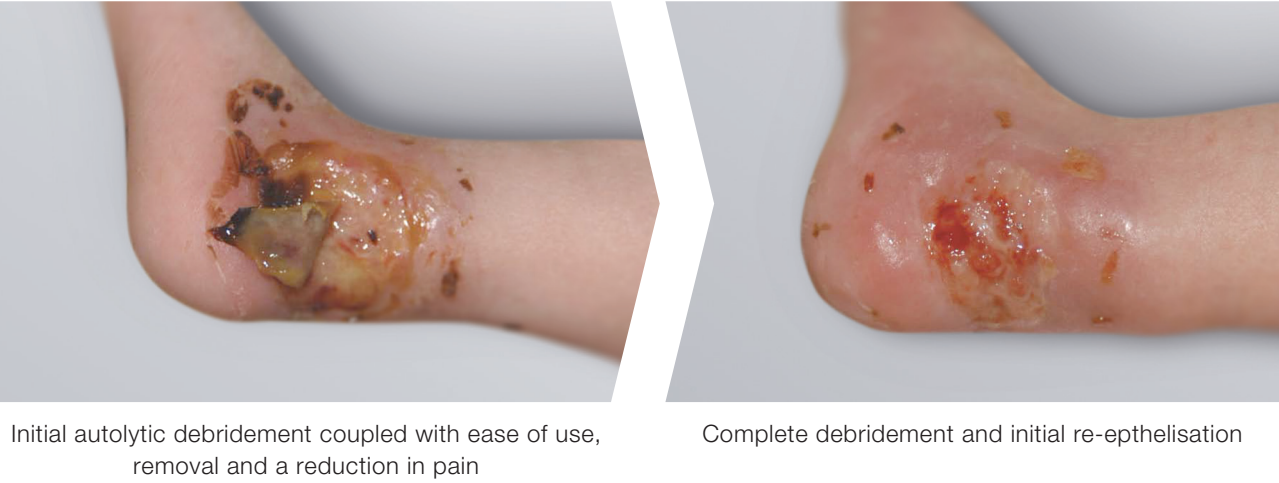 Initial autolytic debridement coupled with ease of use,
removal and a reduction in pain
Complete debridement and initial re-epthelisation